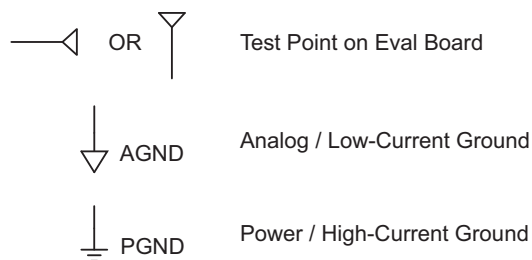 OR Test Point on Eval Board
AGND Analog / Low-Current Ground
PGND Power / High-Current Ground